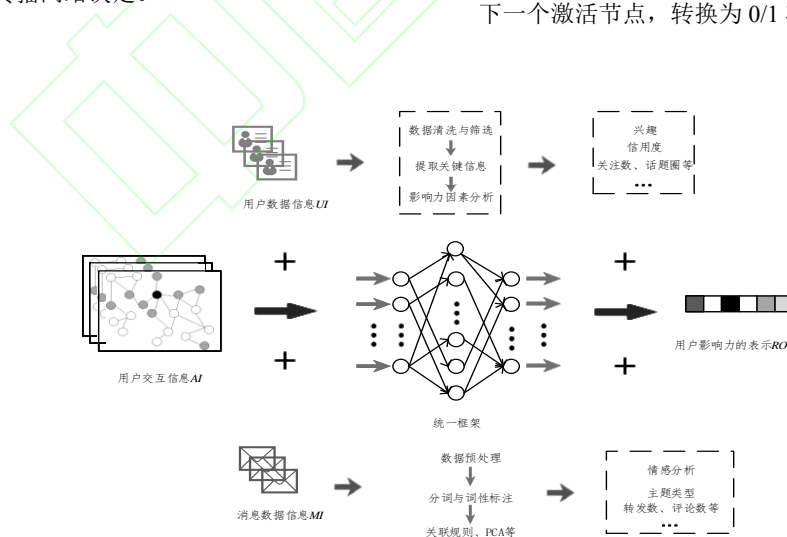 下一个激活节点，转换为 0/1
数据清洗与筛选
提取关键信息
影响力因素分析
兴趣
信用度
关注数、话题圈等
...
用户数据信息UI
用户交互信息AI
统一框架
用户影响力的表示RO
数据预处理
分词与词性标注
关联规则、PCA等
情感分析
主题类型
转发数、评论数等
...
消息数据信息MI